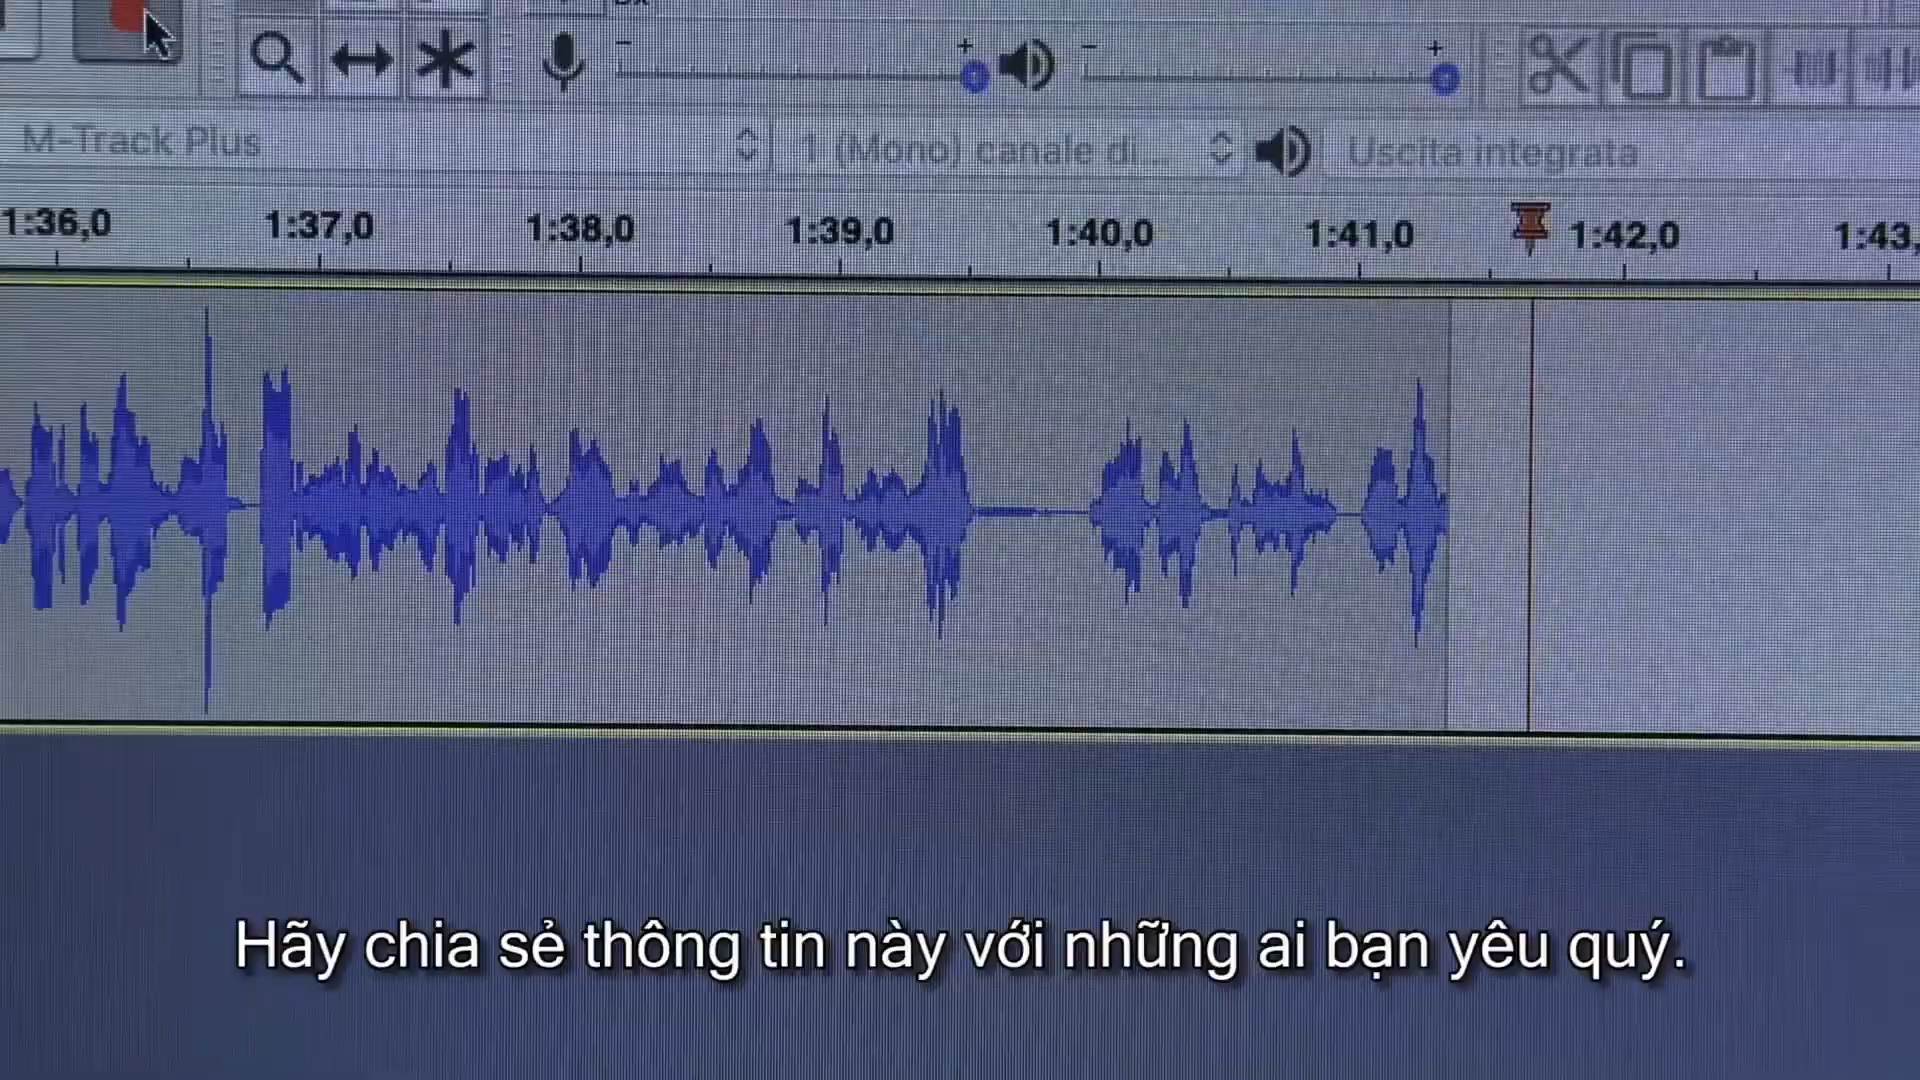 M-Track Plus
1 (Mono) canale di...
Uscita integrata
1:36,0 1:37,0 1:38,0 1:39,0 1:40,0 1:41,0 1:42,0 1:43,
Hãy chia sẻ thông tin này với những ai bạn yêu quý.